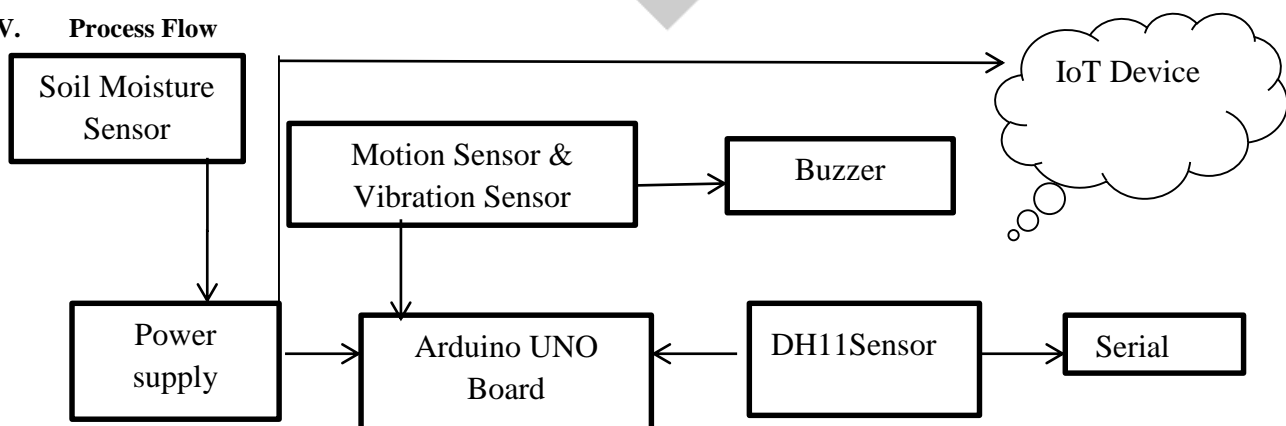 V. Process Flow
Soil Moisture
Sensor
IoT Device
Motion Sensor &
Vibration Sensor
Buzzer
Power
supply
Arduino UNO
Board
DH11Sensor
Serial